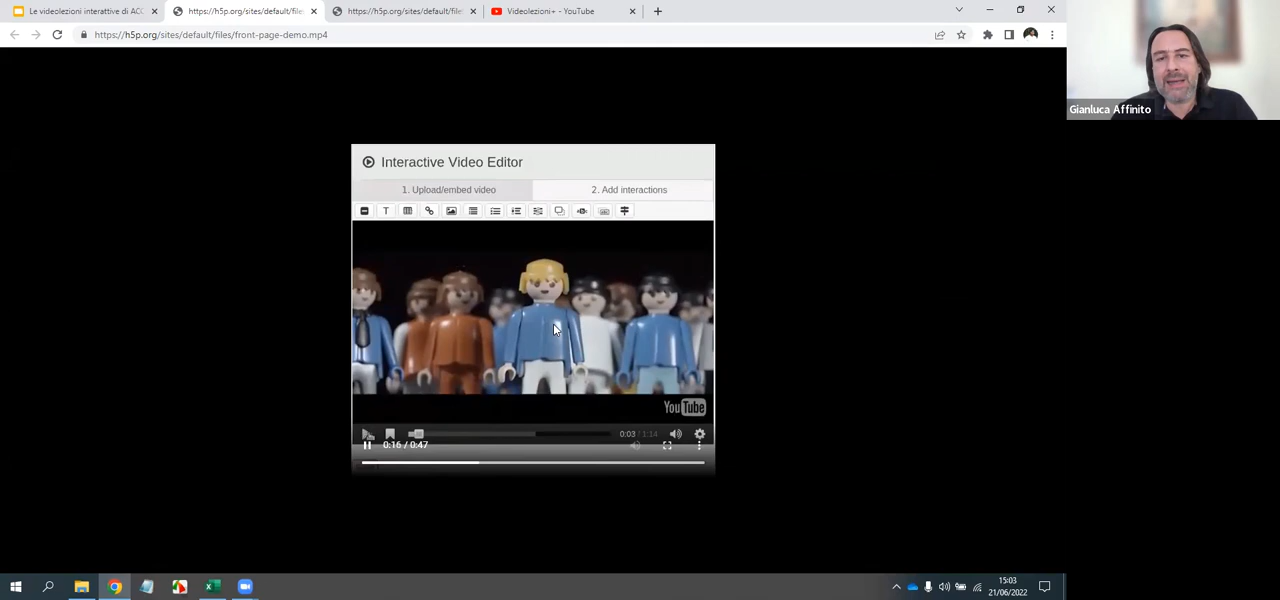 Le videolezioni interattive di ACC
https://h5p.org/sites/default/file
https://h5p.org/sites/default/file
Videolezioni+ - YouTube
https://h5p.org/sites/default/files/front-page-demo.mp4
Gianluca Affinito
Interactive Video Editor
1. Upload/embed video
2. Add interactions
T
YouTube
0:03 / 1:14
0:16 / 0:47
15:03
21/06/2022